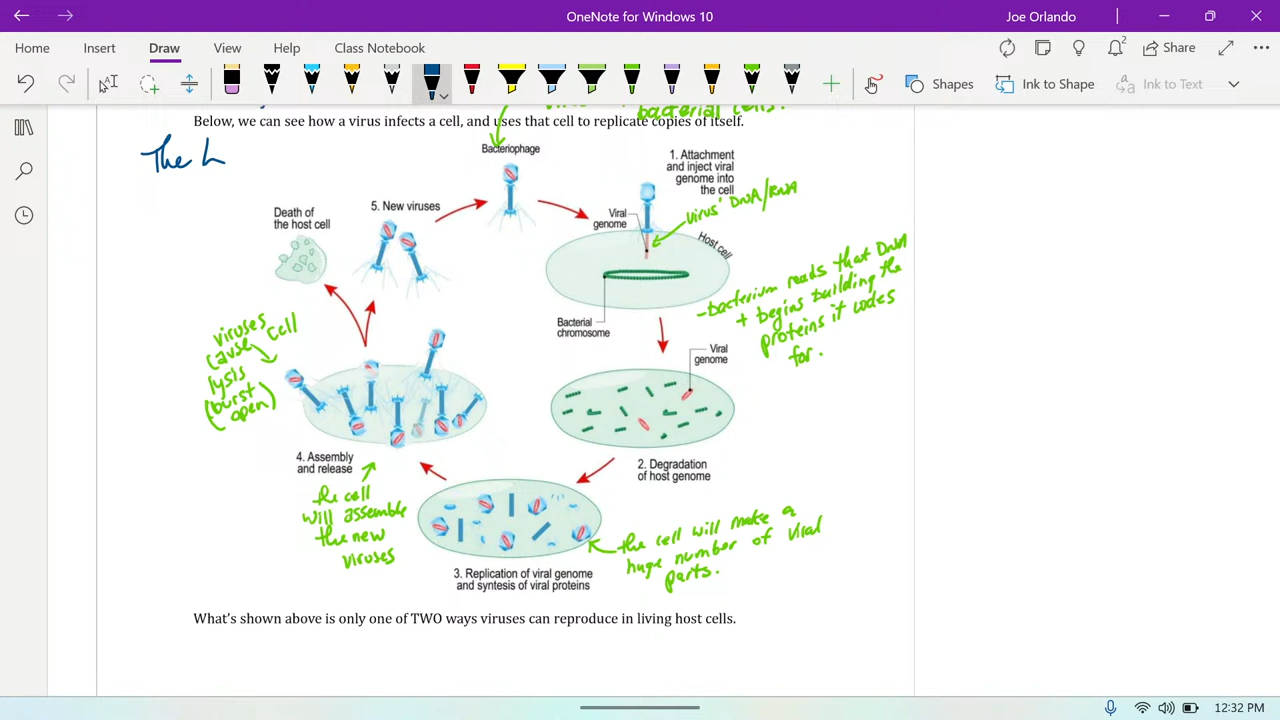 OneNote for Windows 10
Joe Orlando
Home Insert Draw View Help Class Notebook
2
Share
Shapes
Ink to Shape
Ink to Text
bacterial cells.
Below, we can see how a virus infects a cell, and uses that cell to replicate copies of itself.
The
Bacteriophage
1. Attachment
and inject viral
genome into
the cell
virus' DNA/RNA
Viral
genome
Host cell
Bacterial
chromosome
-bacterium reads that DNA
+ begins building the
proteins it codes
for.
Viral
genome
2. Degradation
of host genome
3. Replication of viral genome
and syntesis of viral proteins
the cell will make a
huge number of viral
parts.
4. Assembly
and release
the cell
will assemble
the new
viruses
viruses
cause cell
lysis
(burst
open)
Death of
the host cell
5. New viruses
What's shown above is only one of TWO ways viruses can reproduce in living host cells.
12:32 PM